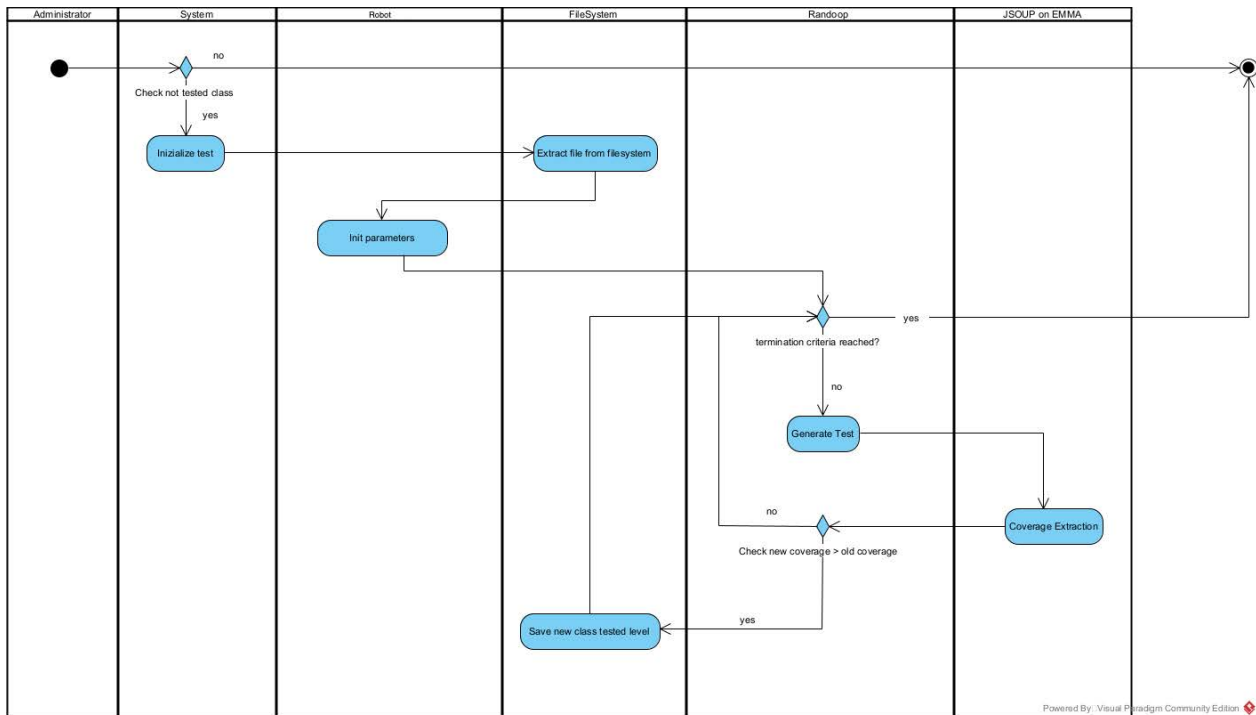 Administrator
System
Robot
FileSystem
Randoop
JSOUP on EMMA
no
Check not tested class
yes
Inizialize test
Extract file from filesystem
Init parameters
yes
termination criteria reached?
no
Generate Test
no
Coverage Extraction
Check new coverage > old coverage
yes
Save new class tested level
Powered By: Visual Paradigm Community Edition